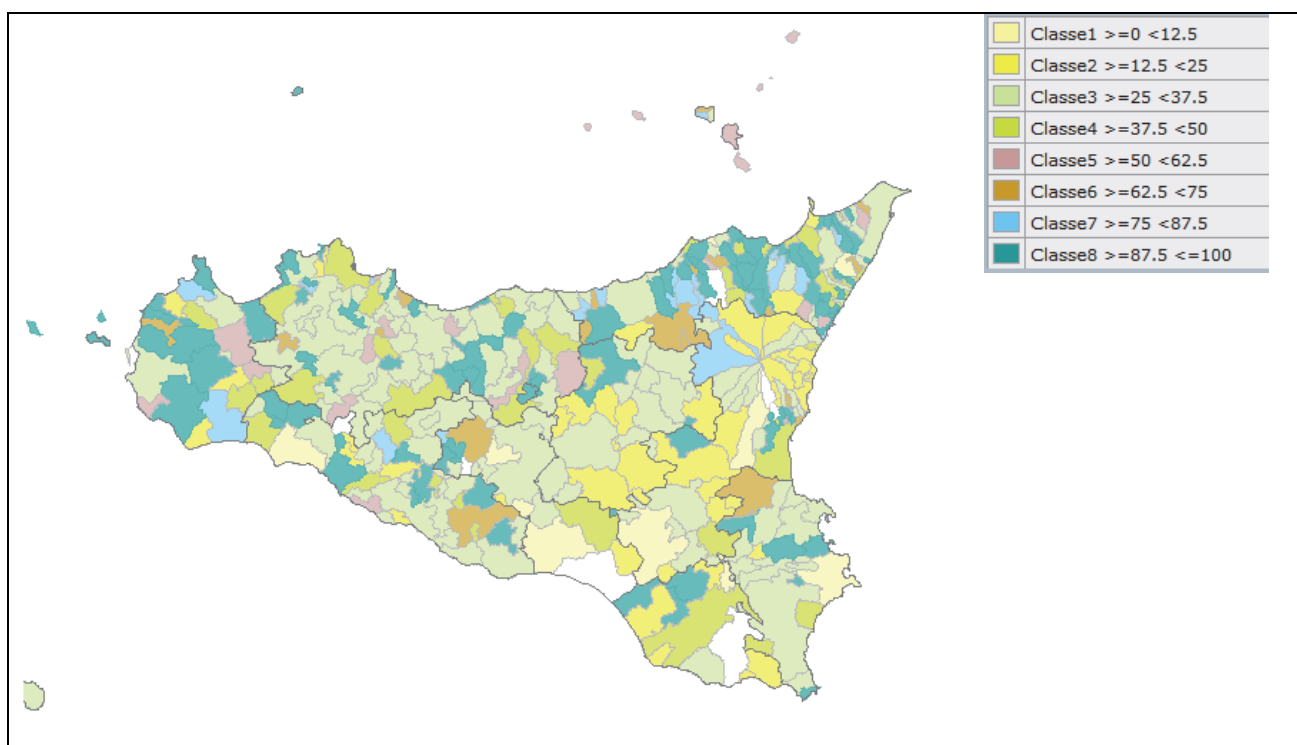 Classe1 >=0 <12.5
Classe2 >=12.5 <25
Classe3 >=25 <37.5
Classe4 >=37.5 <50
Classe5 >=50 <62.5
Classe6 >=62.5 <75
Classe7 >=75 <87.5
Classe8 >=87.5 <=100